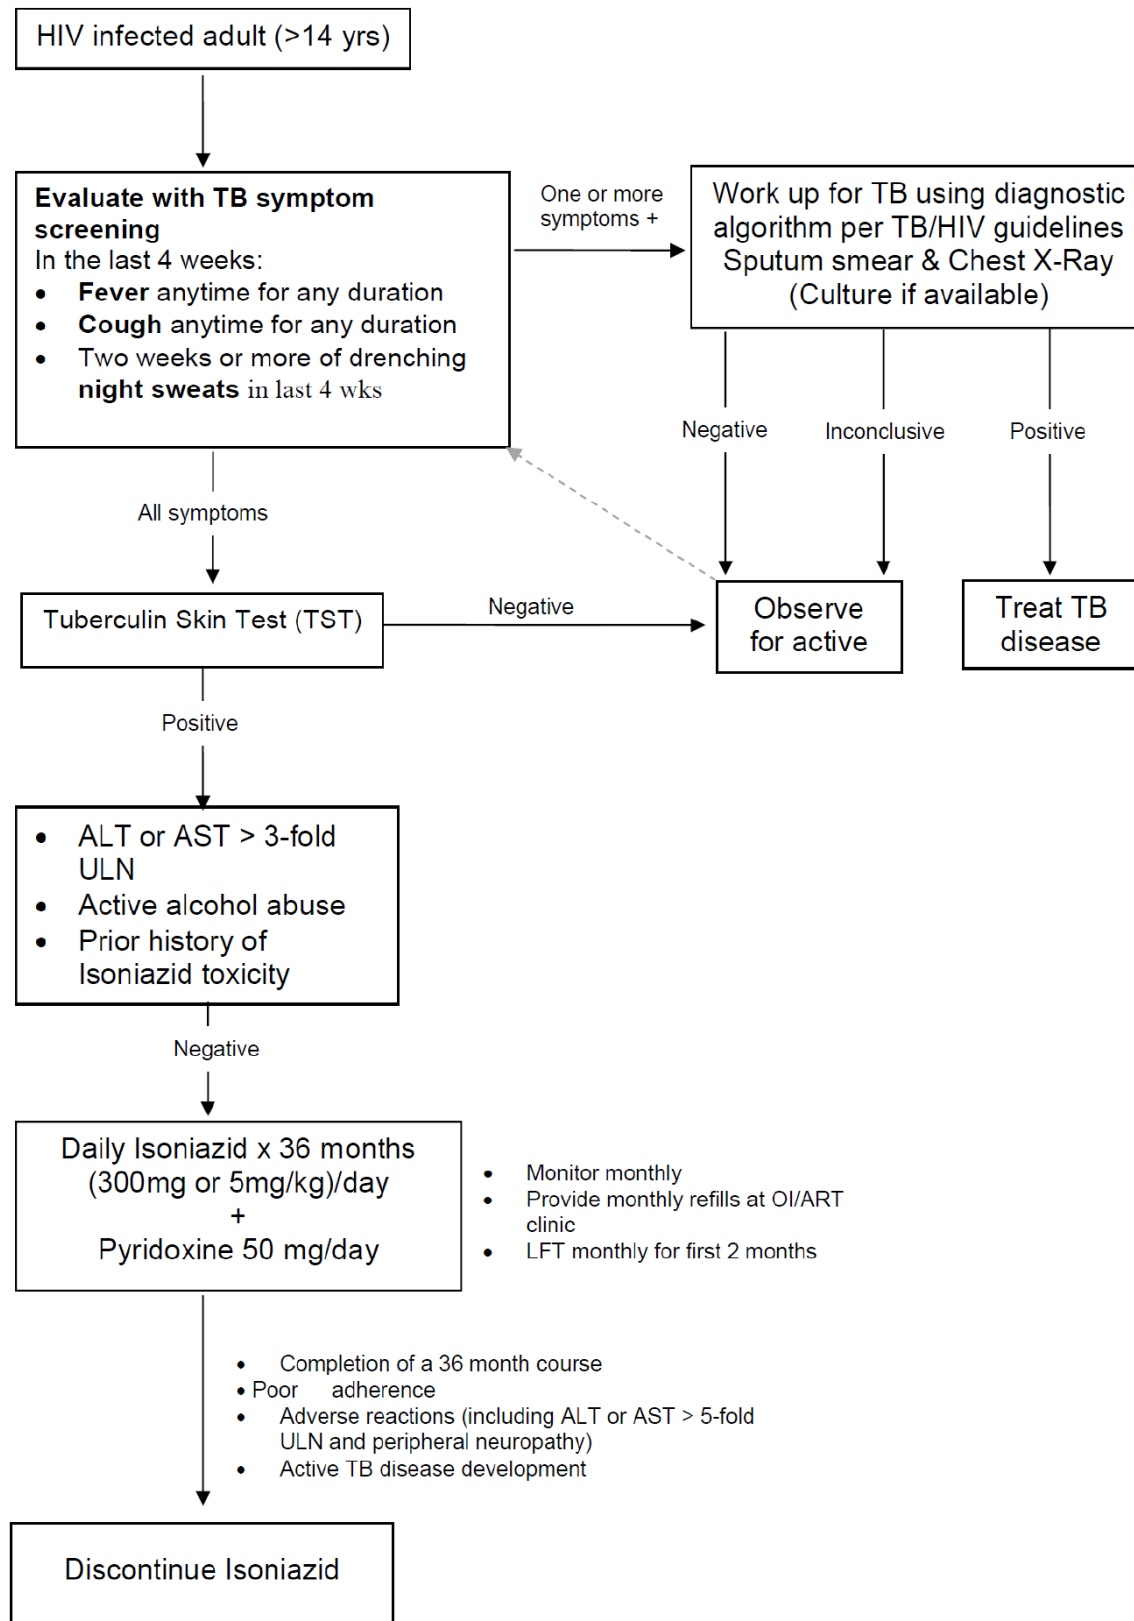 HIV infected adult (>14 yrs)
Evaluate with TB symptom
screening
In the last 4 weeks:
• Fever anytime for any duration
• Cough anytime for any duration
• Two weeks or more of drenching
night sweats in last 4 wks
One or more
symptoms +
Work up for TB using diagnostic
algorithm per TB/HIV guidelines
Sputum smear & Chest X-Ray
(Culture if available)
Negative
Inconclusive
Positive
All symptoms
Tuberculin Skin Test (TST)
Negative
Observe
for active
Treat TB
disease
Positive
• ALT or AST > 3-fold
ULN
• Active alcohol abuse
• Prior history of
Isoniazid toxicity
Negative
Daily Isoniazid x 36 months
(300mg or 5mg/kg)/day
+
Pyridoxine 50 mg/day
• Monitor monthly
• Provide monthly refills at OI/ART
clinic
• LFT monthly for first 2 months
• Completion of a 36 month course
• Poor adherence
• Adverse reactions (including ALT or AST > 5-fold
ULN and peripheral neuropathy)
• Active TB disease development
Discontinue Isoniazid